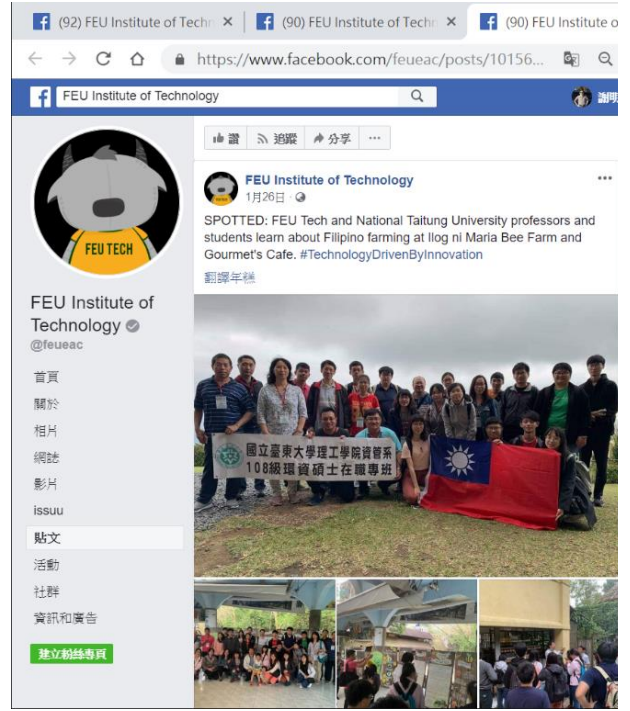 (92) FEU Institute of Techn
(90) FEU Institute of Techn
(90) FEU Institute o
https://www.facebook.com/feueac/posts/10156...
FEU Institute of Technology
謝明
讚
追蹤
分享
FEU TECH
FEU Institute of
Technology
@feueac
首頁
關於
相片
網誌
影片
issuu
貼文
活動
社群
資訊和廣告
建立粉絲專頁
FEU Institute of Technology
1月26日
SPOTTED: FEU Tech and National Taitung University professors and
students learn about Filipino farming at Ilog ni Maria Bee Farm and
Gourmet's Cafe. #TechnologyDrivenByInnovation
翻譯年糕
國立臺東大學理工學院資管系
108級環資碩士在職專班